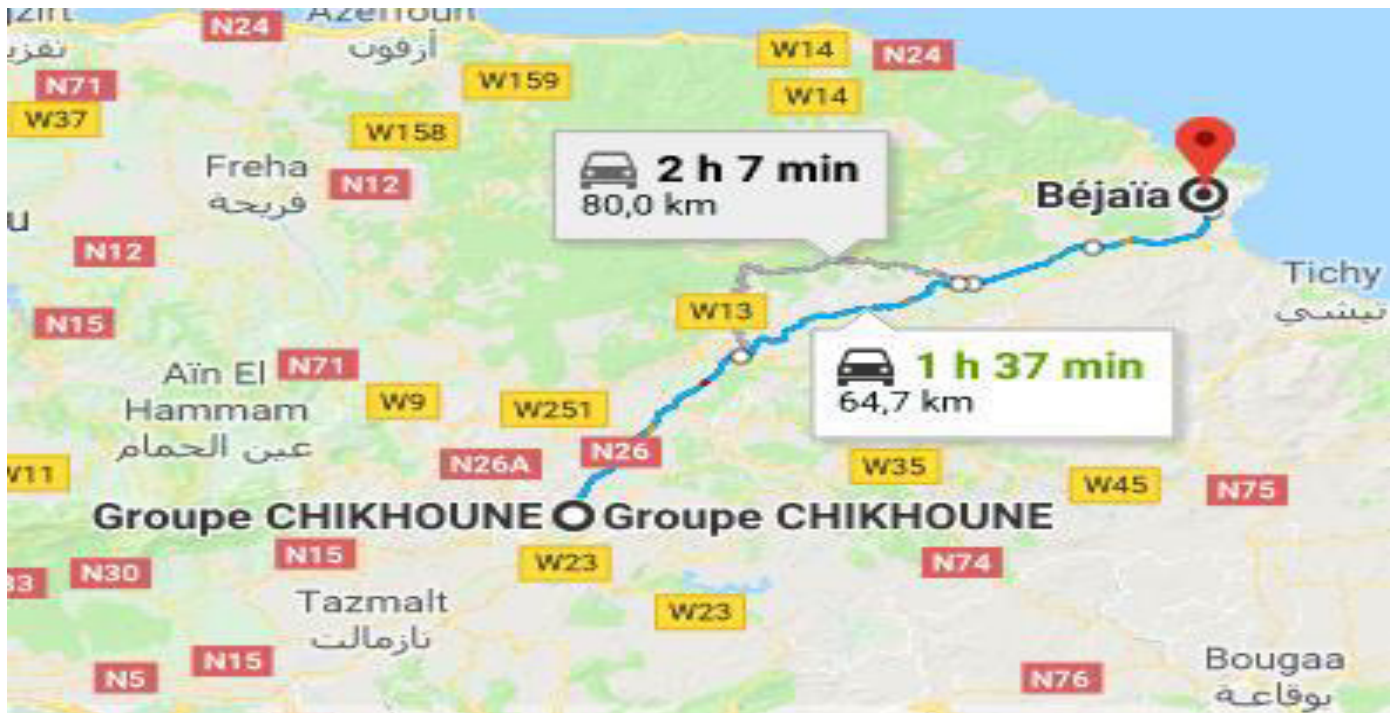 Azeffoun
N24
أزفون
W14
N24
N71
W159
W14
W37
W158
Freha
N12
فريحة
2 h 7 min
80,0 km
Béjaïa
N12
Tichy
تيشي
N15
W13
Aïn El
Hammam
عين الحمام
N71
W9
W251
1 h 37 min
64,7 km
N26A
N26
W35
W45
N75
W11
Groupe CHIKHOUNE
Groupe CHIKHOUNE
N15
W23
N74
N30
Tazmalt
تازمالت
W23
N15
N5
N76
Bougaa
بوقاعة